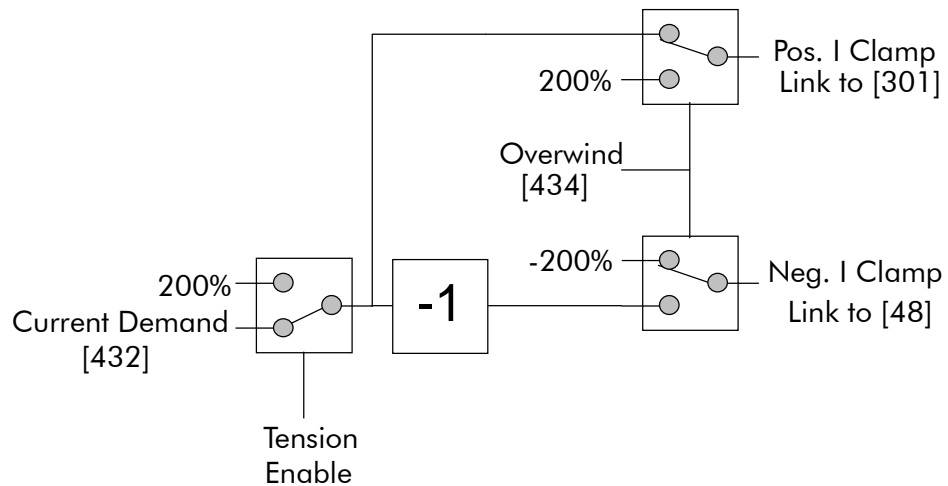 Pos. I Clamp
Link to [301]
200%
Overwind
[434]
-200%
Neg. I Clamp
Link to [48]
200%
Current Demand
[432]
-1
Tension
Enable